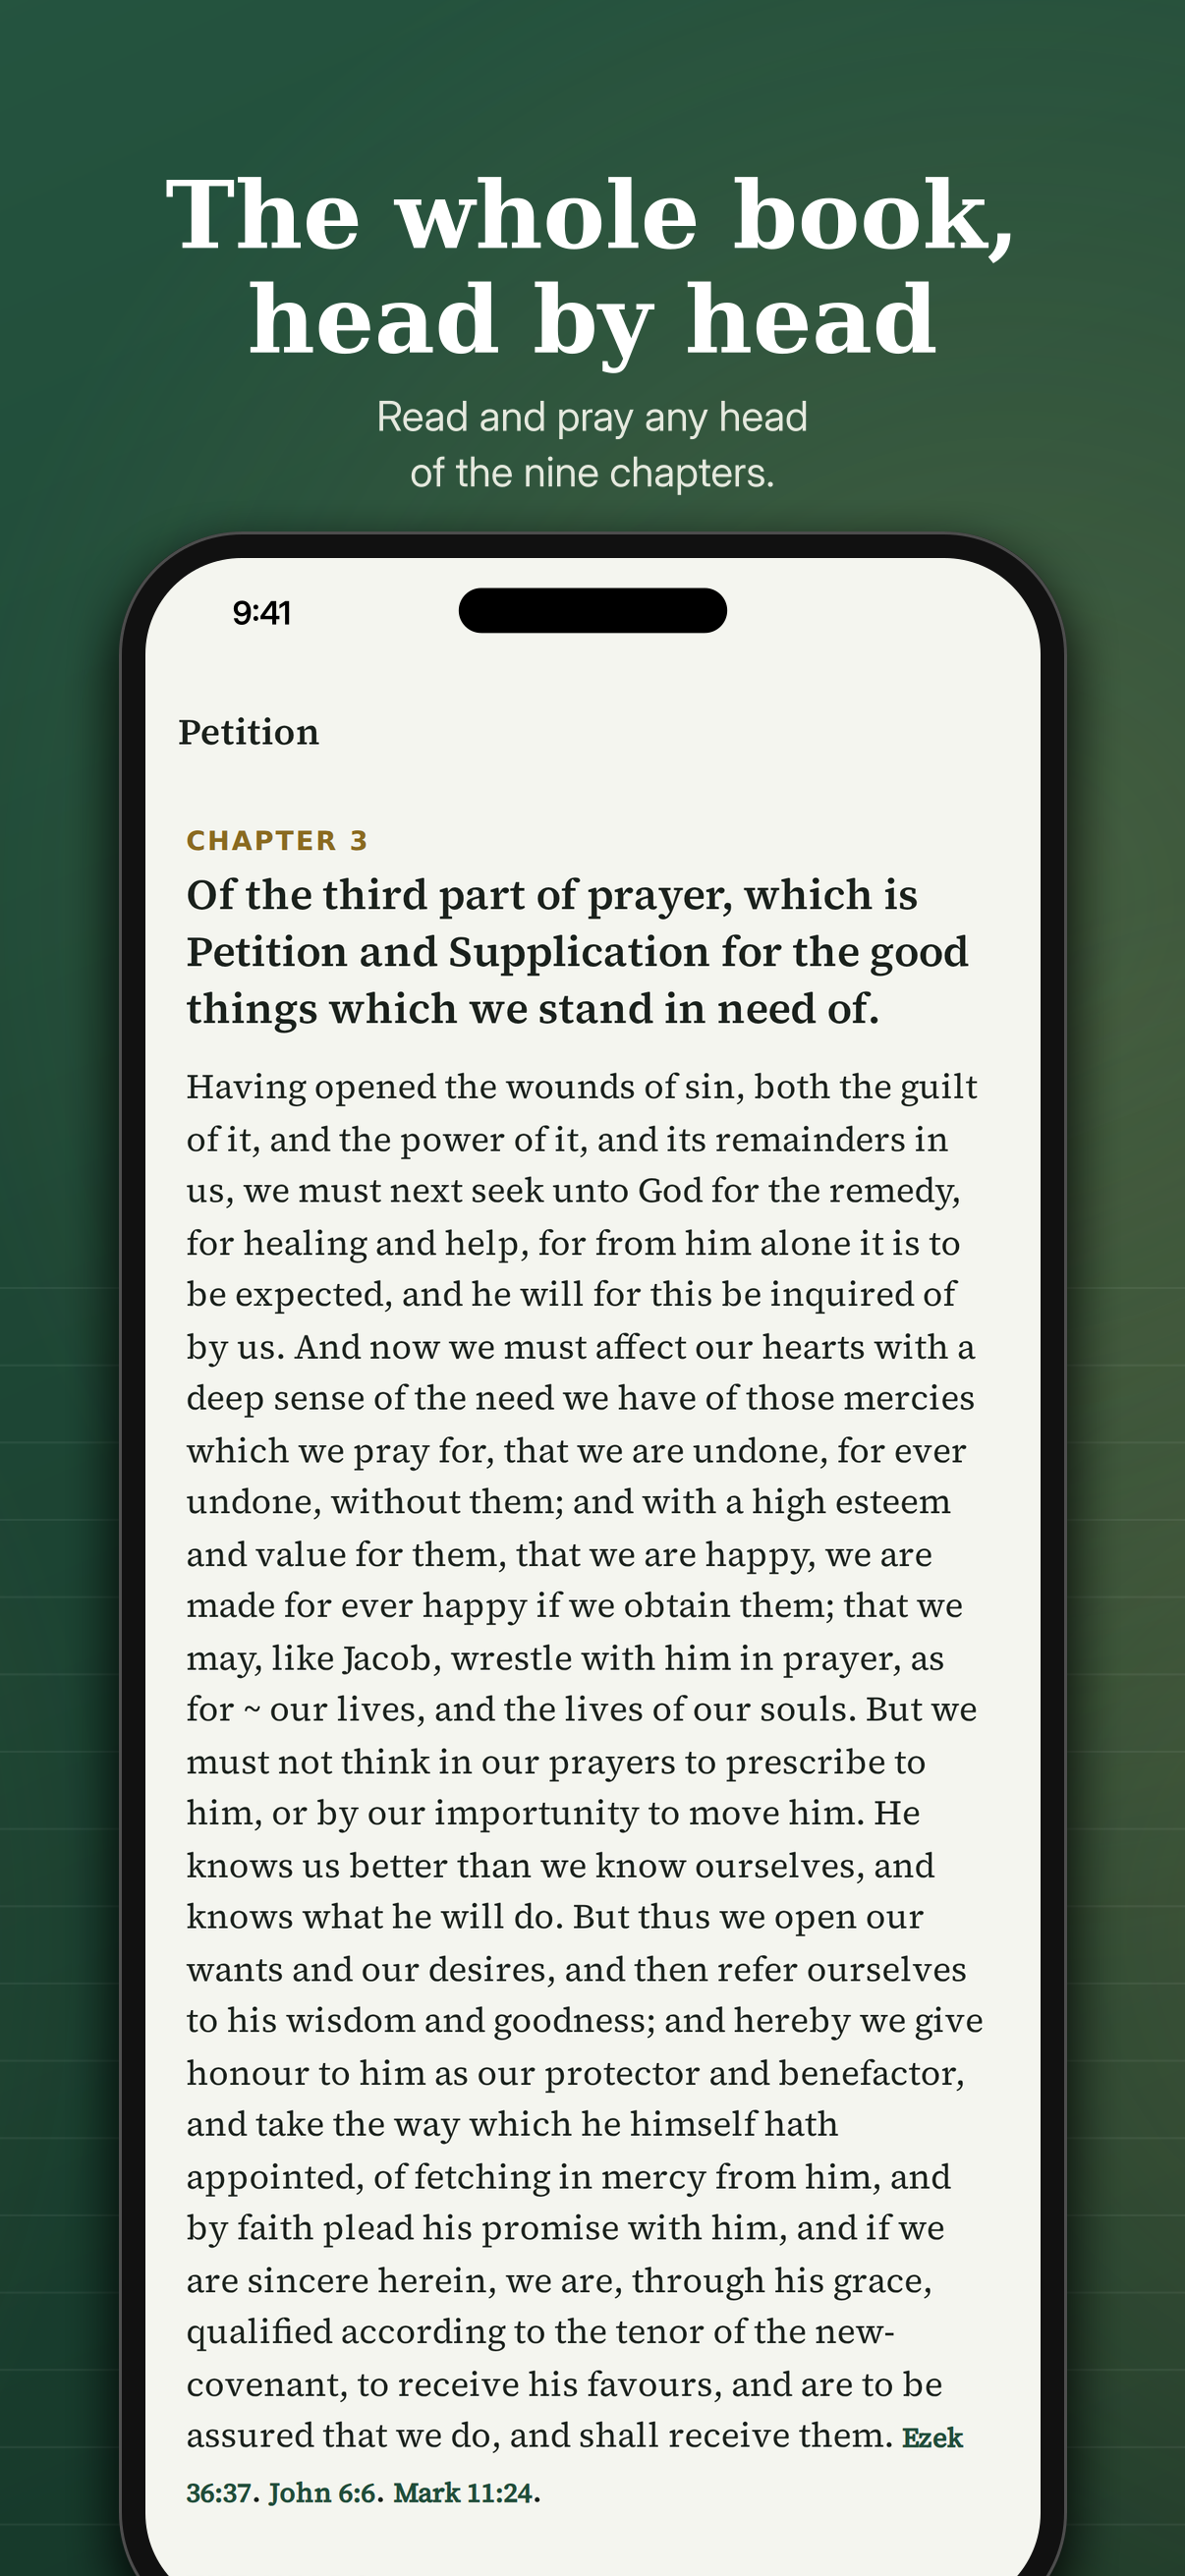 The whole book,
head by head
Read and pray any head
of the nine chapters.
9:41
Petition
CHAPTER 3
Of the third part of prayer, which is
Petition and Supplication for the good
things which we stand in need of.
Having opened the wounds of sin, both the guilt
of it, and the power of it, and its remainders in
us, we must next seek unto God for the remedy,
for healing and help, for from him alone it is to
be expected, and he will for this be inquired of
by us. And now we must affect our hearts with a
deep sense of the need we have of those mercies
which we pray for, that we are undone, for ever
undone, without them; and with a high esteem
and value for them, that we are happy, we are
made for ever happy if we obtain them; that we
may, like Jacob, wrestle with him in prayer, as
for ~ our lives, and the lives of our souls. But we
must not think in our prayers to prescribe to
him, or by our importunity to move him. He
knows us better than we know ourselves, and
knows what he will do. But thus we open our
wants and our desires, and then refer ourselves
to his wisdom and goodness; and hereby we give
honour to him as our protector and benefactor,
and take the way which he himself hath
appointed, of fetching in mercy from him, and
by faith plead his promise with him, and if we
are sincere herein, we are, through his grace,
qualified according to the tenor of the new-
covenant, to receive his favours, and are to be
assured that we do, and shall receive them. Ezek
36:37. John 6:6. Mark 11:24.